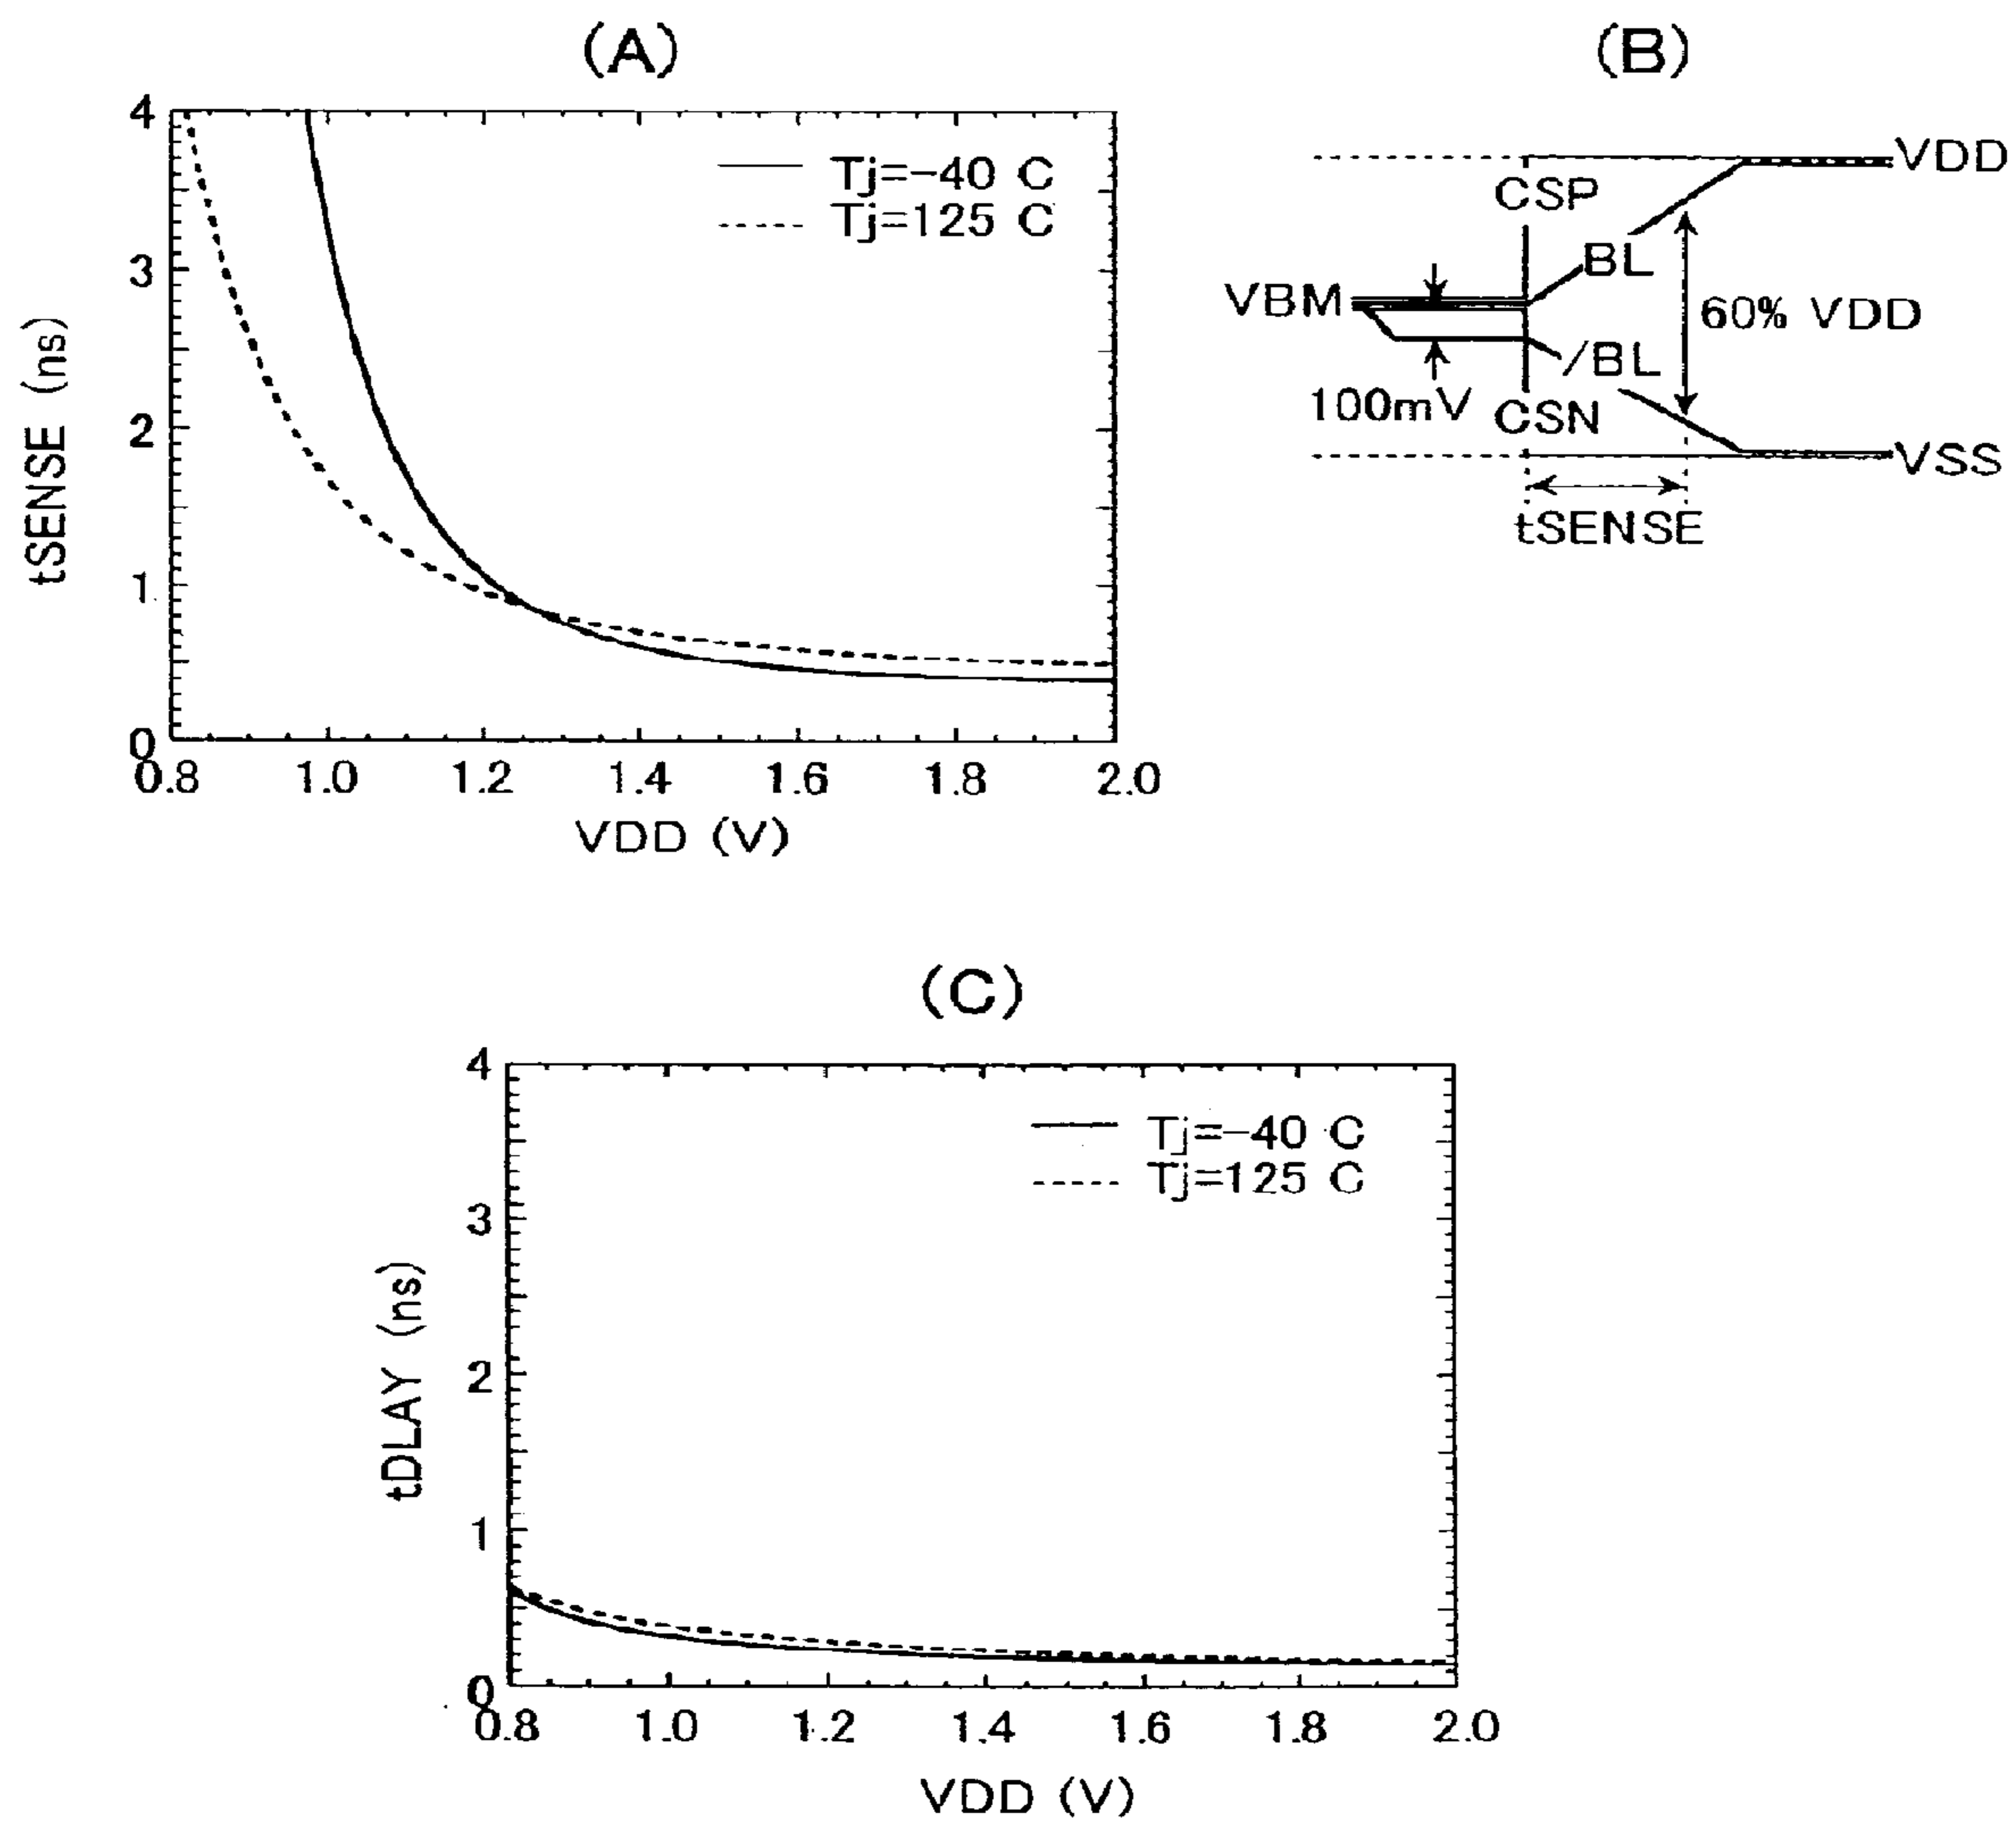 (A)
4
3
2
1
0
tSENSE (ns)
Tj=-40 C
Tj=125 C
0.8 1.0 1.2 1.4 1.6 1.8 2.0
VDD (V)
(B)
VDD
CSP
BL
VBM
60% VDD
/BL
100mV
CSN
VSS
tSENSE
(C)
4
3
2
1
0
tDLAY (ns)
Tj=-40 C
Tj=125 C
0.8 1.0 1.2 1.4 1.6 1.8 2.0
VDD (V)